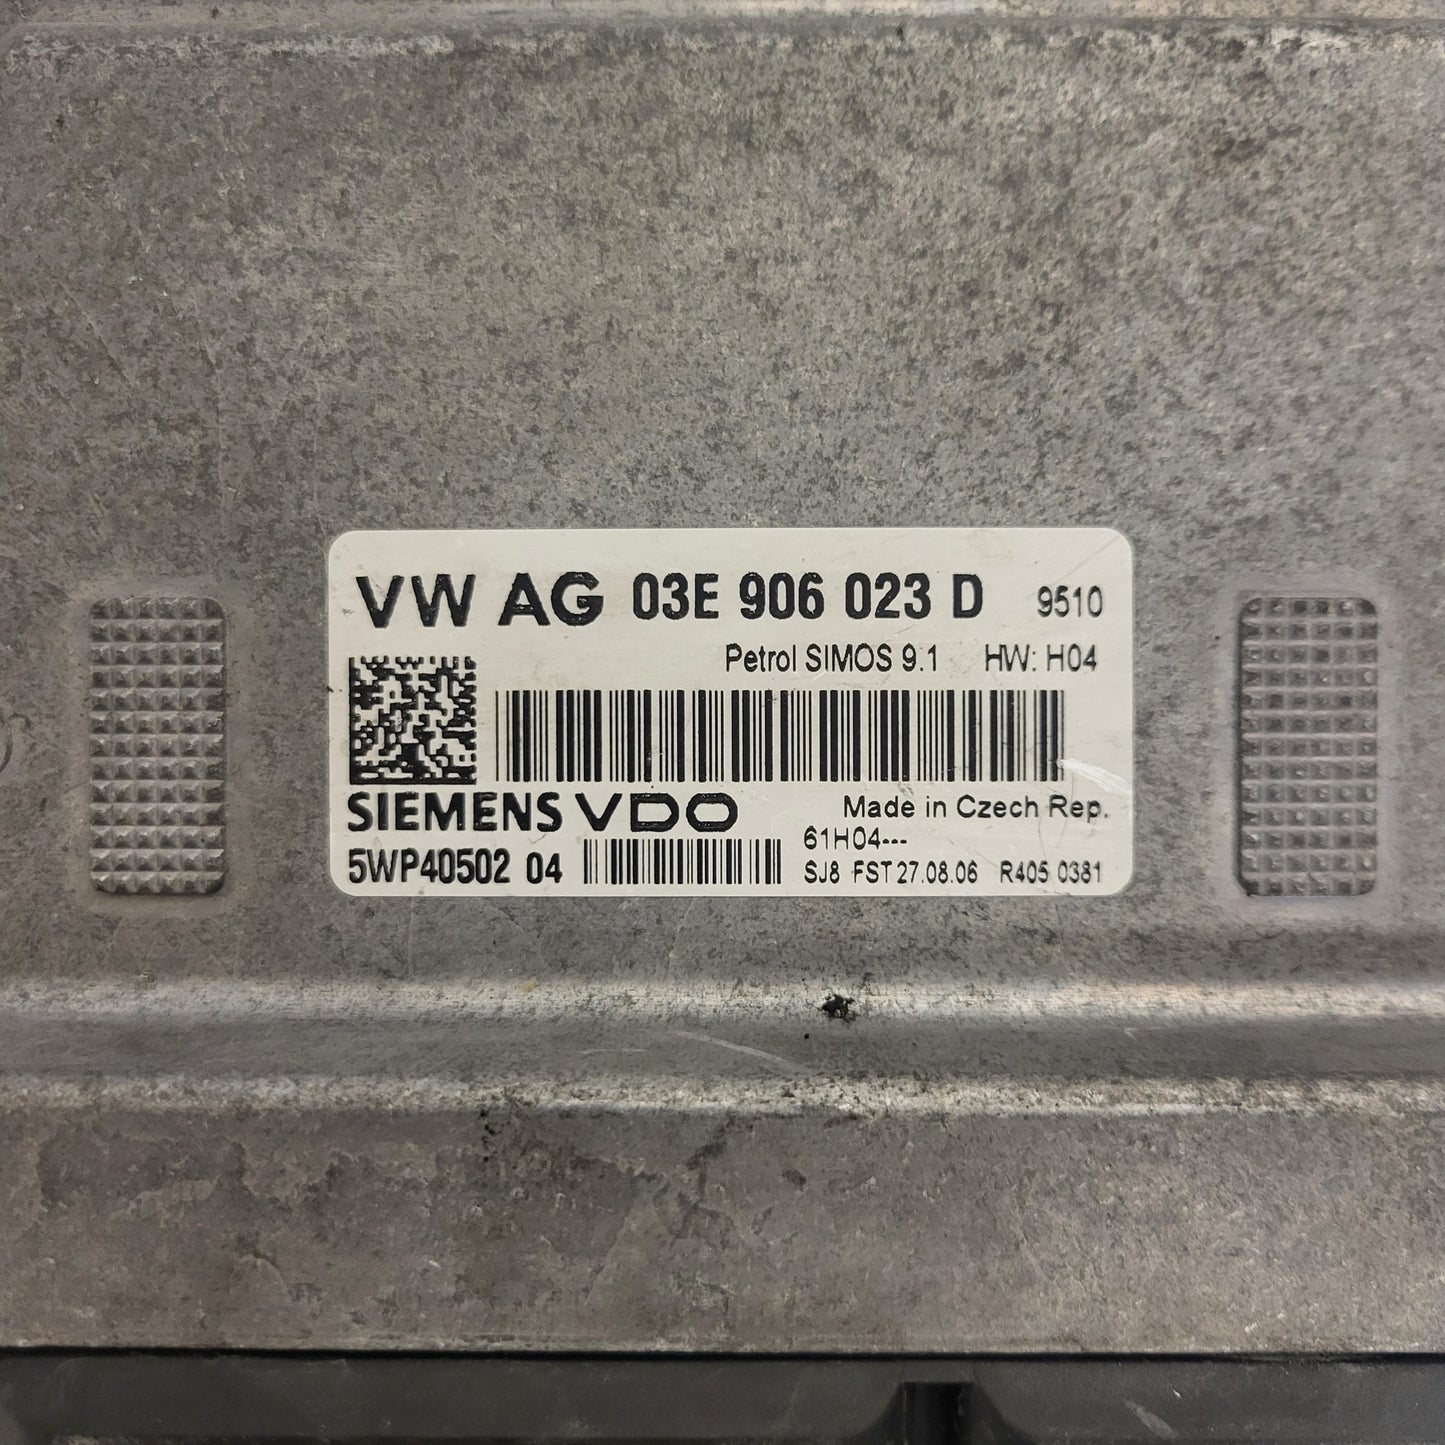 VW AG 03E 906 023 D 9510
Petrol SIMOS 9.1 HW: H04
SIEMENS VDO Made in Czech Rep.
61H04---
5WP40502 04 SJ8 FST 27.08.06 R405 0381